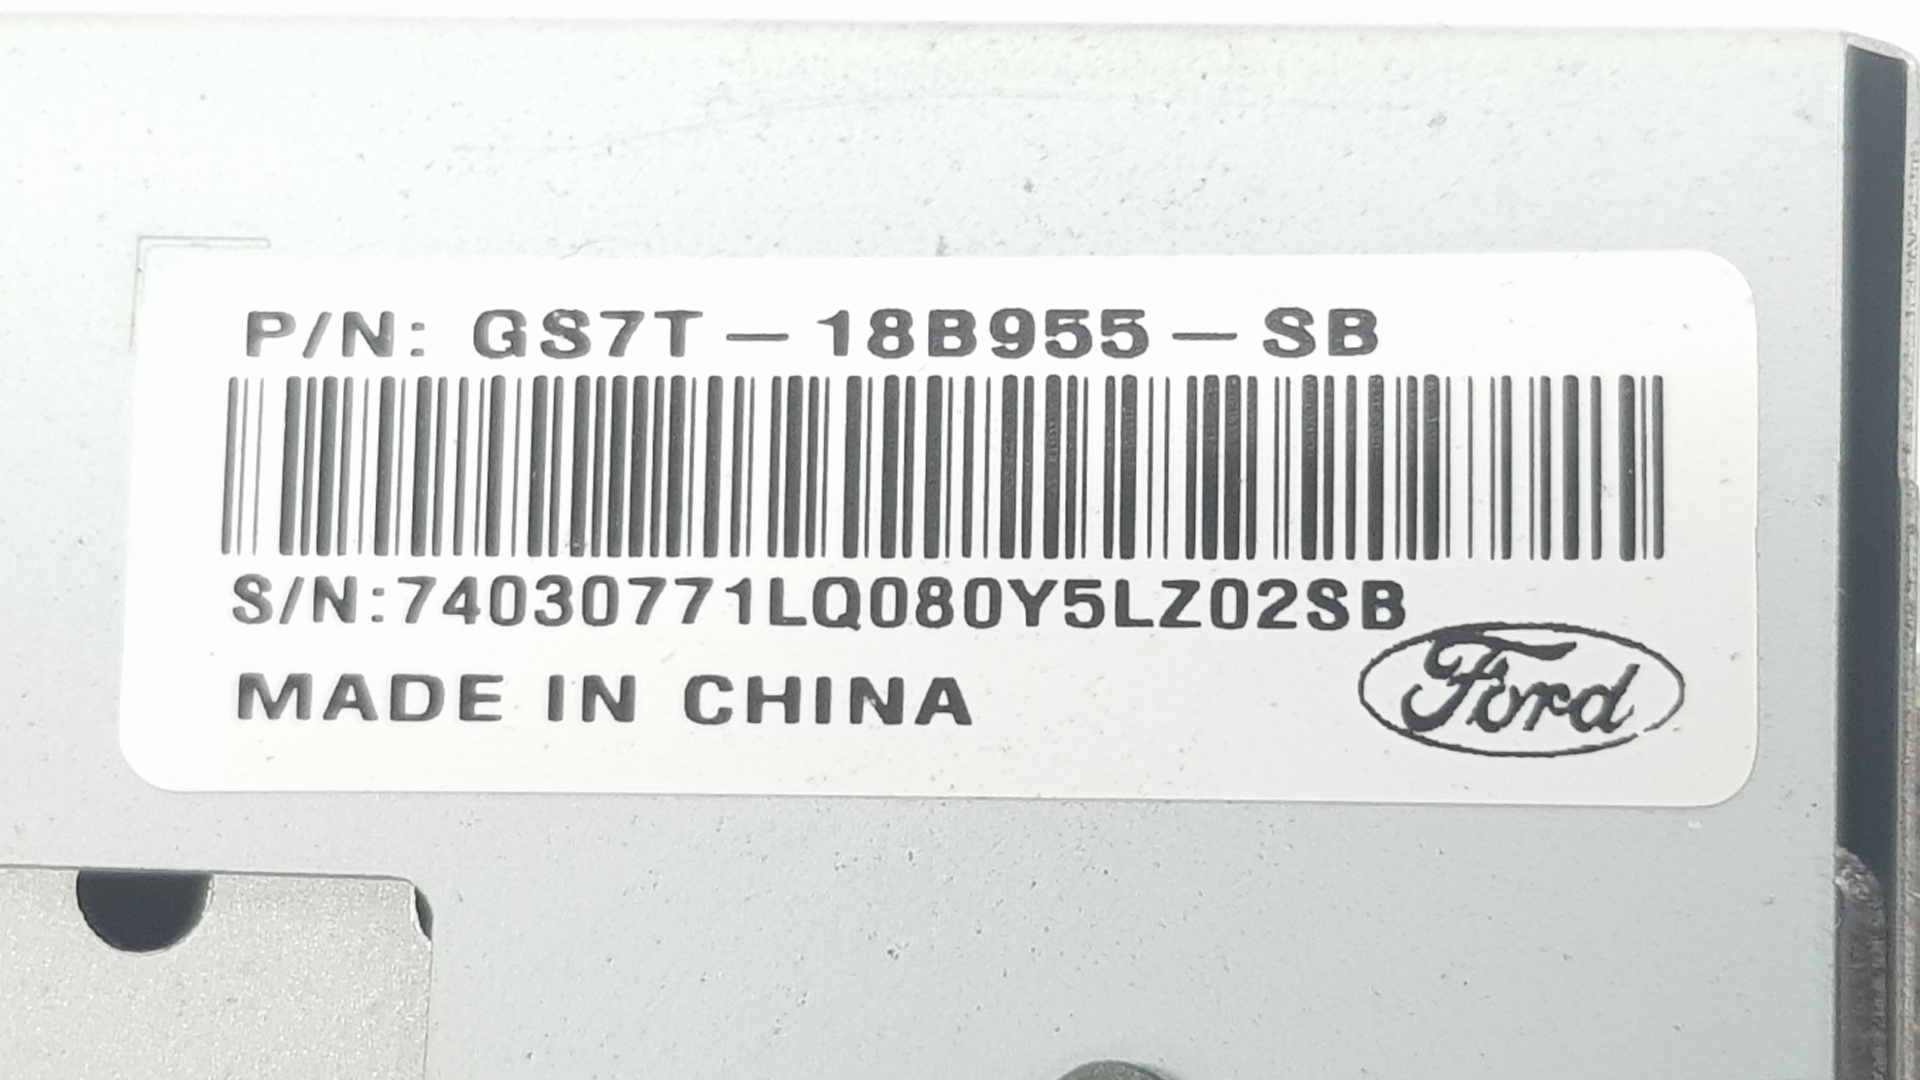 P/N: GS7T-18B955-SB
S/N:74030771LQ080Y5LZ02SB
MADE IN CHINA
Ford